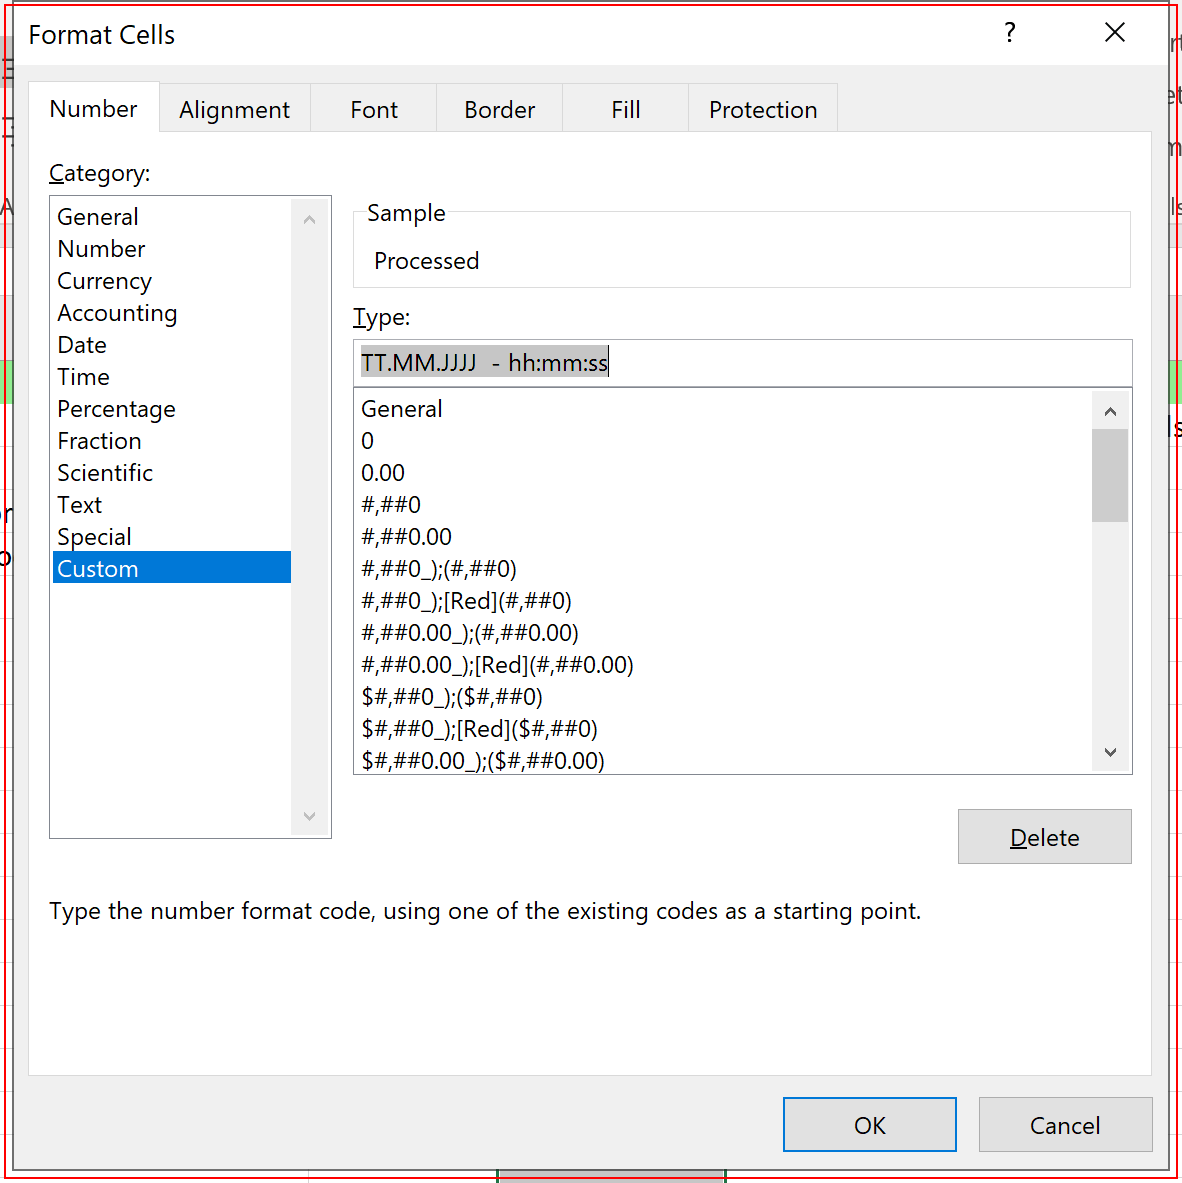 Format Cells
?
Number
Alignment
Font
Border
Fill
Protection
Category:
General
Number
Currency
Accounting
Date
Time
Percentage
Fraction
Scientific
Text
Special
Custom
Sample
Processed
Type:
TT.MM.JJJJ  - hh:mm:ss
General
0
0.00
#,##0
#,##0.00
#,##0_);(#,##0)
#,##0_);[Red](#,##0)
#,##0.00_);(#,##0.00)
#,##0.00_);[Red](#,##0.00)
$#,##0_);($#,##0)
$#,##0_);[Red]($#,##0)
$#,##0.00_);($#,##0.00)
Delete
Type the number format code, using one of the existing codes as a starting point.
OK
Cancel